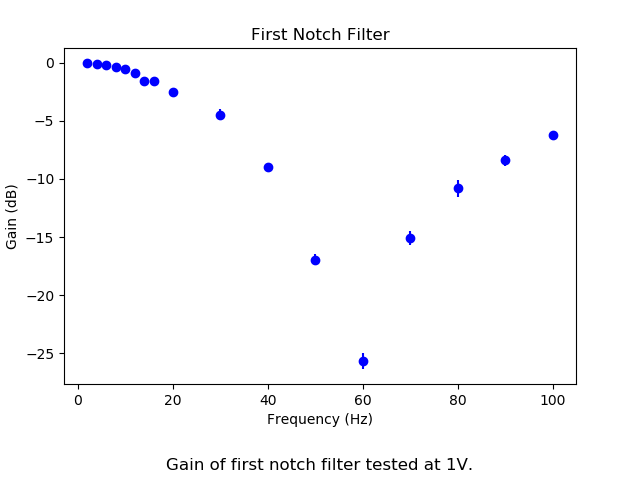 First Notch Filter
0
−5
−10
−15
−20
−25
Gain (dB)
0 20 40 60 80 100
Frequency (Hz)
Gain of first notch filter tested at 1V.